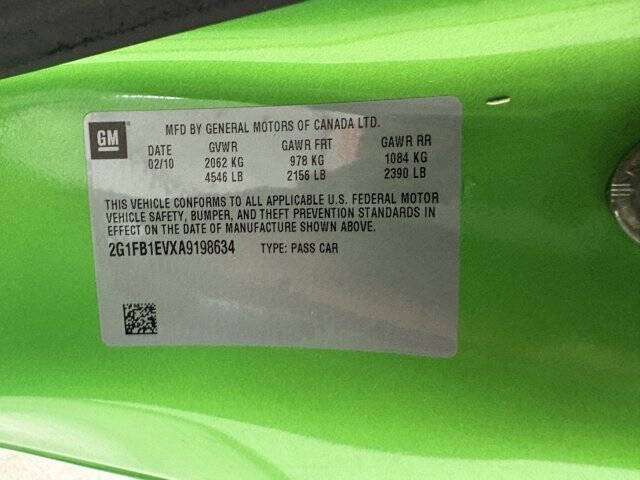 GM MFD BY GENERAL MOTORS OF CANADA LTD.
DATE GVWR GAWR FRT GAWR RR
02/10 2062 KG 978 KG 1084 KG
4546 LB 2156 LB 2390 LB
THIS VEHICLE CONFORMS TO ALL APPLICABLE U.S. FEDERAL MOTOR
VEHICLE SAFETY, BUMPER, AND THEFT PREVENTION STANDARDS IN
EFFECT ON THE DATE OF MANUFACTURE SHOWN ABOVE.
2G1FB1EVXA9198634 TYPE: PASS CAR